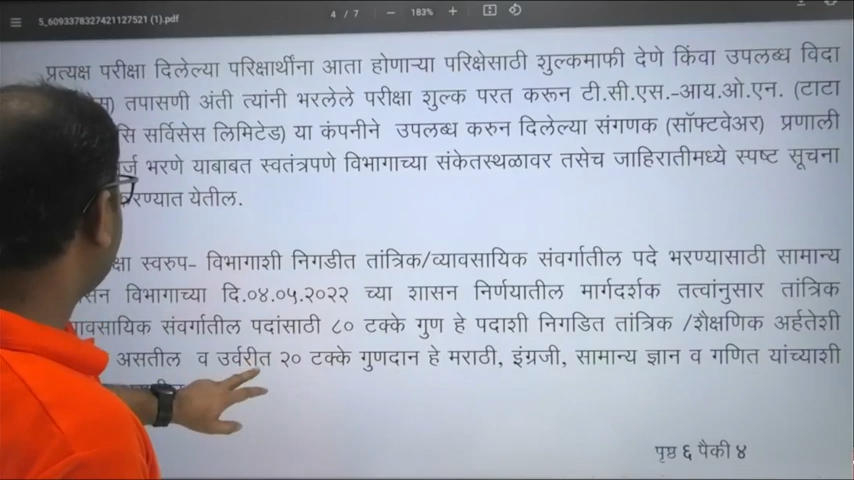 5_6093378327421127521 (1).pdf 4 / 7 − 183% +
प्रत्यक्ष परीक्षा दिलेल्या परिक्षार्थीना आता होणाऱ्या परिक्षेसाठी शुल्कमाफी देणे किंवा उपलब्ध विदा
तपासणी अंती त्यांनी भरलेले परीक्षा शुल्क परत करून टी.सी.एस.-आय.ओ.एन. (टाटा
सर्विसेस लिमिटेड) या कंपनीने उपलब्ध करुन दिलेल्या संगणक (सॉफ्टवेअर) प्रणाली
भरणे याबाबत स्वतंत्रपणे विभागाच्या संकेतस्थळावर तसेच जाहिरातीमध्ये स्पष्ट सूचना
येतील.
स्वरुप- विभागाशी निगडीत तांत्रिक/व्यावसायिक संवर्गातील पदे भरण्यासाठी सामान्य
विभागाच्या दि.०४.०५.२०२२ च्या शासन निर्णयातील मार्गदर्शक तत्वांनुसार तांत्रिक
संवर्गातील पदांसाठी ८० टक्के गुण हे पदाशी निगडित तांत्रिक /शैक्षणिक अर्हतेशी
असतील व उर्वरीत २० टक्के गुणदान हे मराठी, इंग्रजी, सामान्य ज्ञान व गणित यांच्याशी
पृष्ठ ६ पैकी ४